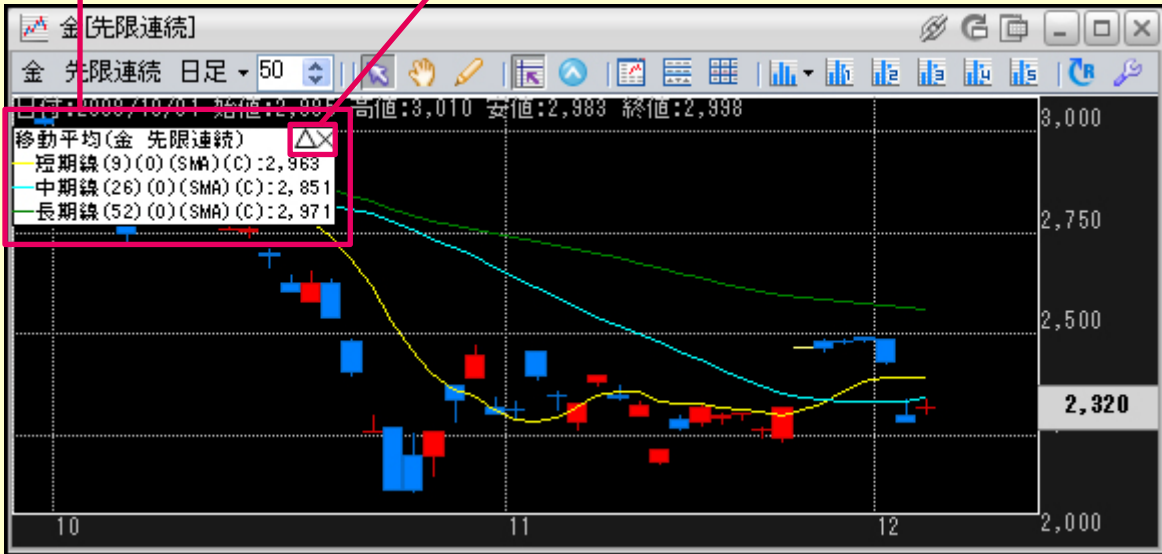 金[先限連続]
金 先限連続 日足 50
高値:3,010 安値:2,983 終値:2,998
移動平均(金 先限連続) △×
短期線(9)(0)(SMA)(C):2,963
中期線(26)(0)(SMA)(C):2,851
長期線(52)(0)(SMA)(C):2,971
3,000
2,750
2,500
2,320
2,000
10 11 12